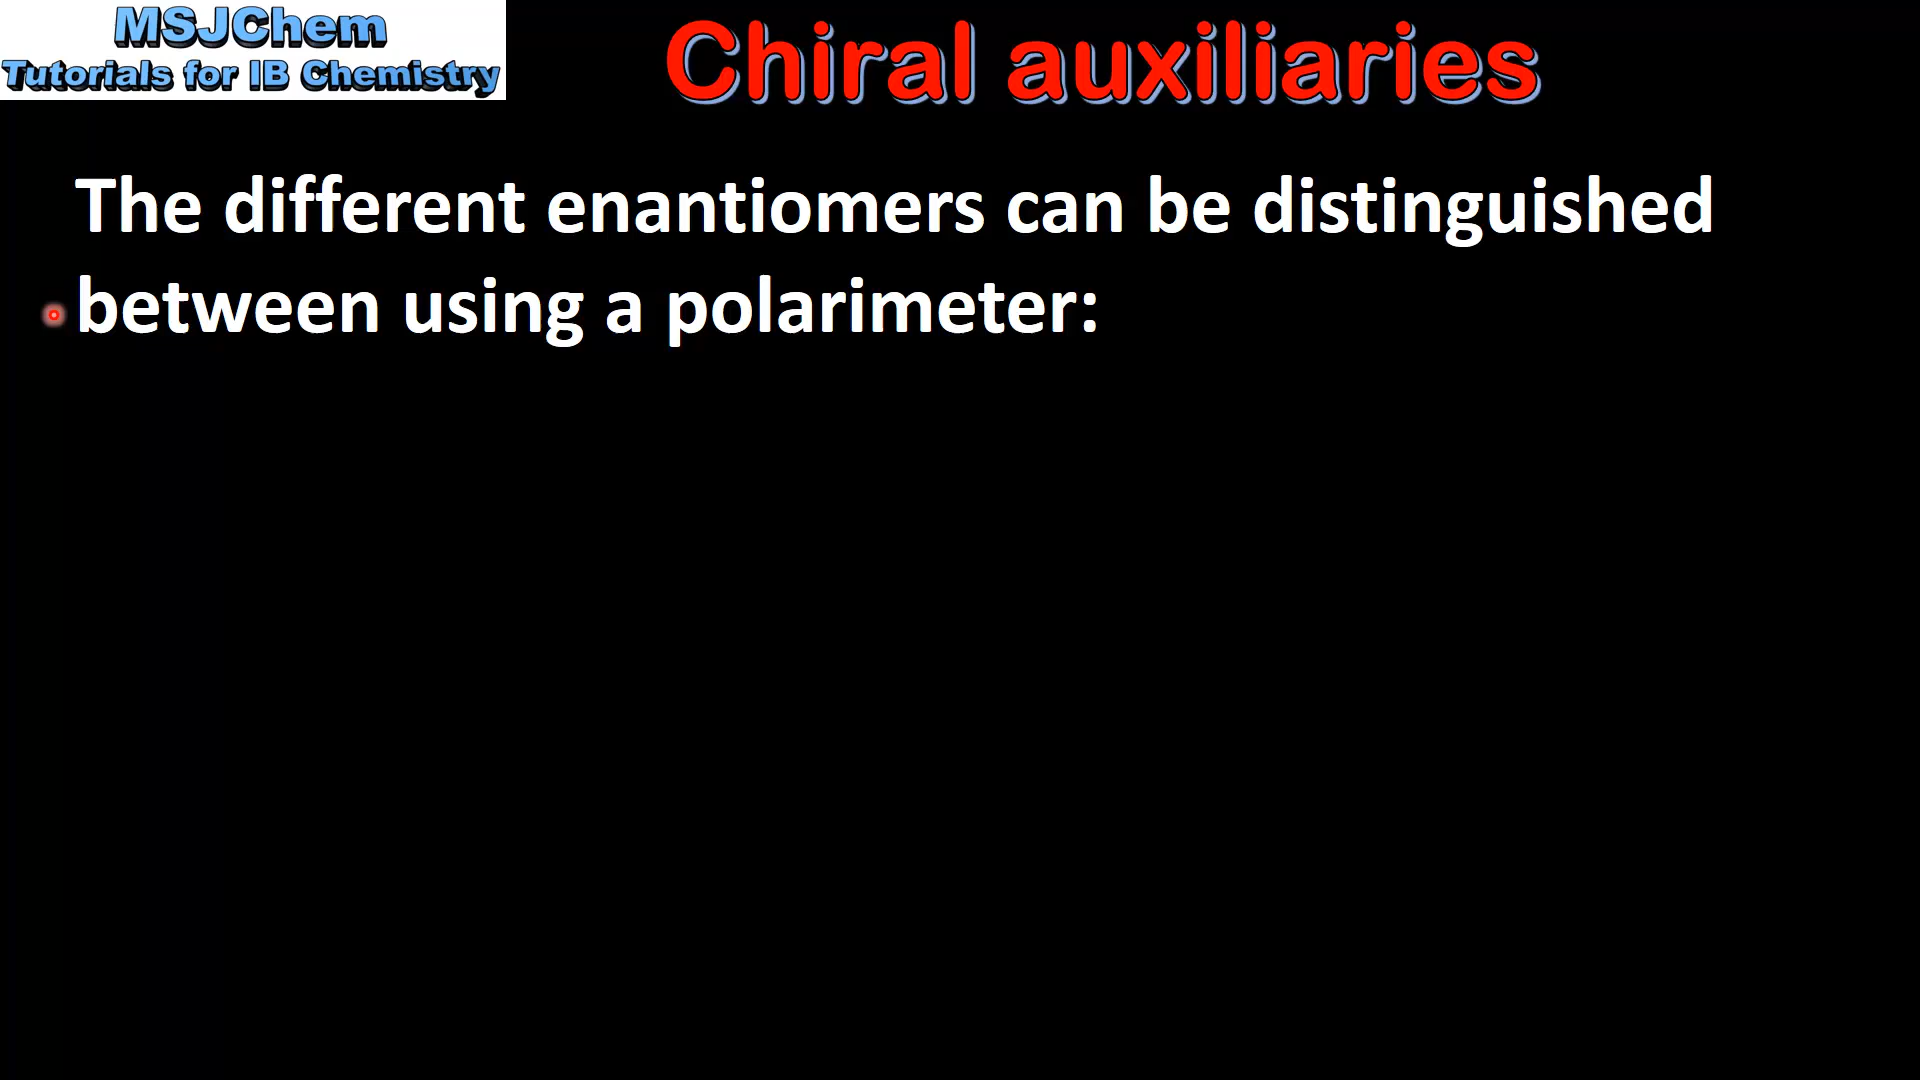 MSJChem
Tutorials for IB Chemistry
Chiral auxiliaries
The different enantiomers can be distinguished
between using a polarimeter: